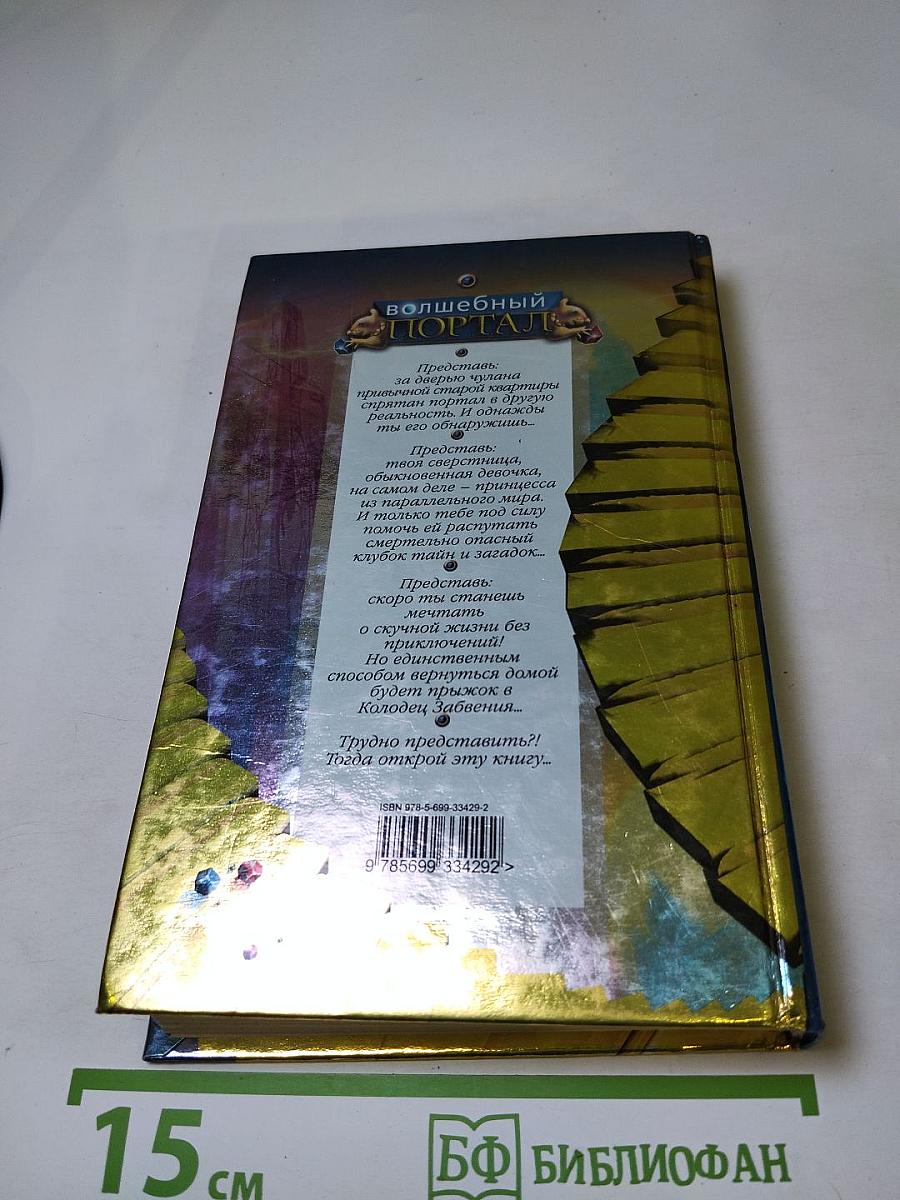 ВОЛШЕБНЫЙ
ПОРТАЛ
Представь:
за дверью чулана
привычной старой квартиры
спрятан портал в другую
реальность. И однажды
ты его обнаружишь...
Представь:
твоя сверстница,
обыкновенная девочка,
на самом деле – принцесса
из параллельного мира.
И только тебе под силу
помочь ей распутать
смертельно опасный
клубок тайн и загадок...
Представь:
скоро ты станешь
мечтать
о скучной жизни без
приключений!
Но единственным
способом вернуться домой
будет прыжок в
Колодец Забвения...
Трудно представить?!
Тогда открой эту книгу...
ISBN 978-5-699-33429-2
9 785699 334292 >
15 см
БФ БИБЛИОФАН